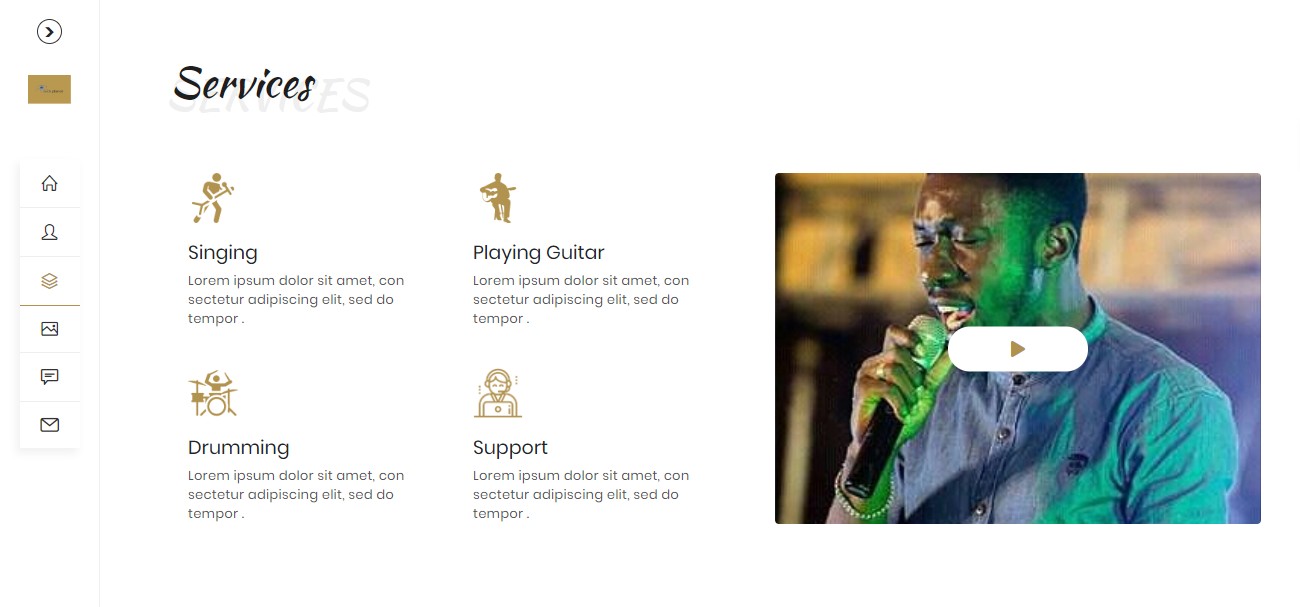 Services
SERVICES
Singing
Lorem ipsum dolor sit amet, con
sectetur adipiscing elit, sed do
tempor .
Playing Guitar
Lorem ipsum dolor sit amet, con
sectetur adipiscing elit, sed do
tempor .
Drumming
Lorem ipsum dolor sit amet, con
sectetur adipiscing elit, sed do
tempor .
Support
Lorem ipsum dolor sit amet, con
sectetur adipiscing elit, sed do
tempor .